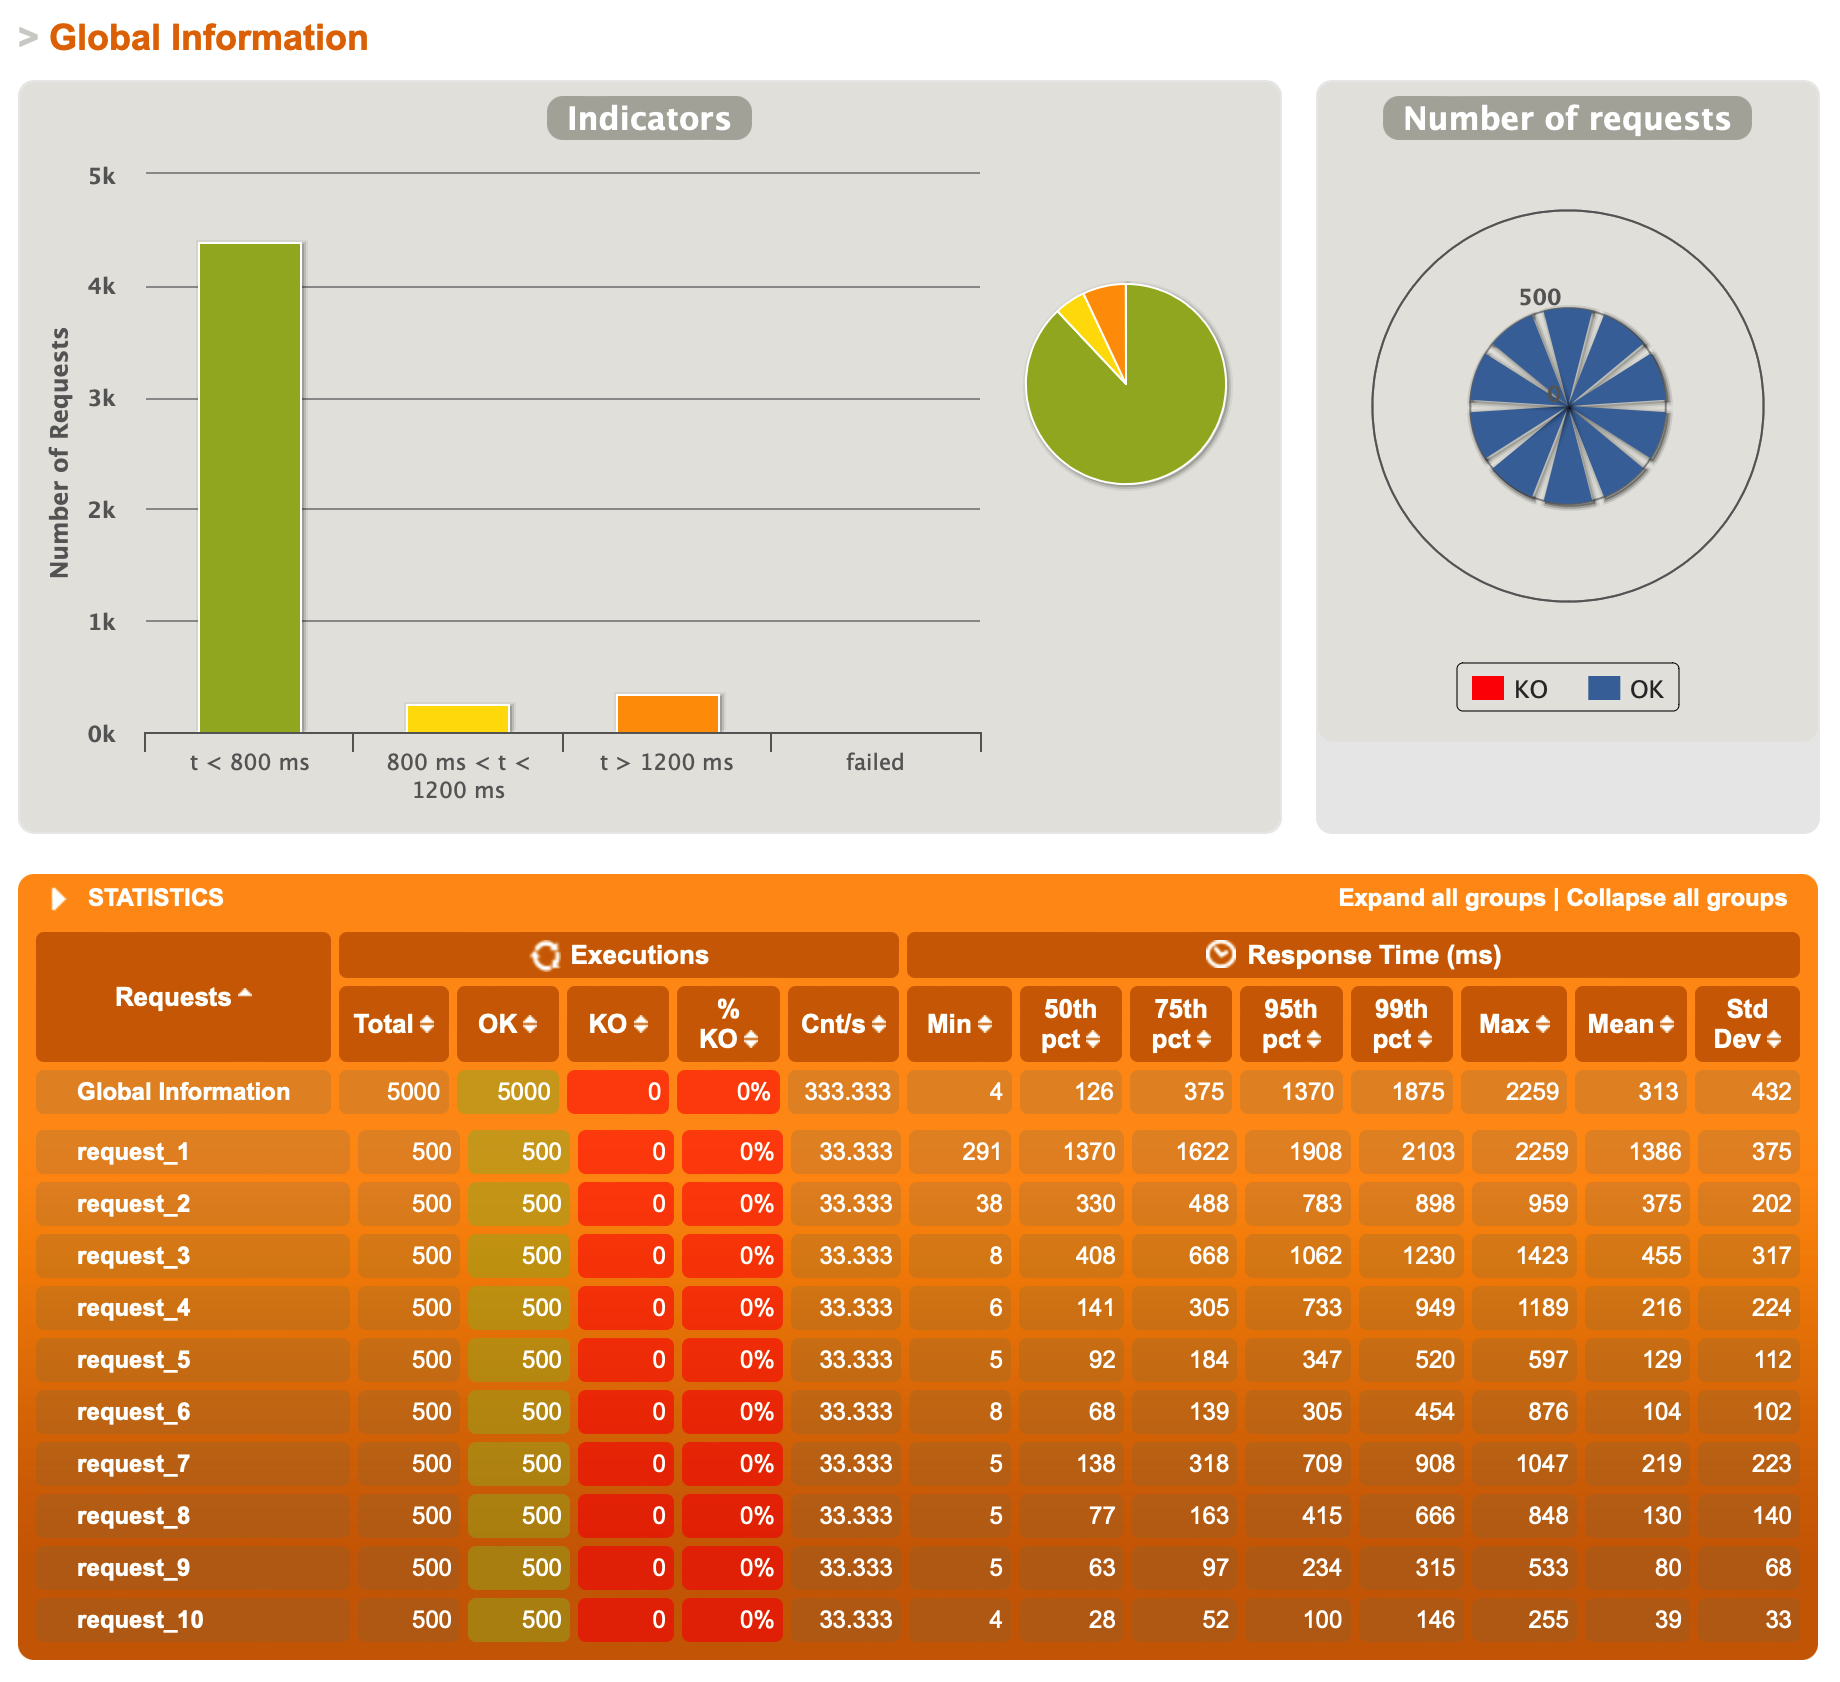 > Global Information
Indicators
Number of Requests
5k
4k
3k
2k
1k
0k
t < 800 ms
800 ms < t <
1200 ms
t > 1200 ms
failed
Number of requests
500
0
KO OK
STATISTICS Expand all groups | Collapse all groups
Requests Executions Response Time (ms)
Total OK KO % KO Cnt/s Min 50th pct 75th pct 95th pct 99th pct Max Mean Std Dev
Global Information 5000 5000 0 0% 333.333 4 126 375 1370 1875 2259 313 432
request_1 500 500 0 0% 33.333 291 1370 1622 1908 2103 2259 1386 375
request_2 500 500 0 0% 33.333 38 330 488 783 898 959 375 202
request_3 500 500 0 0% 33.333 8 408 668 1062 1230 1423 455 317
request_4 500 500 0 0% 33.333 6 141 305 733 949 1189 216 224
request_5 500 500 0 0% 33.333 5 92 184 347 520 597 129 112
request_6 500 500 0 0% 33.333 8 68 139 305 454 876 104 102
request_7 500 500 0 0% 33.333 5 138 318 709 908 1047 219 223
request_8 500 500 0 0% 33.333 5 77 163 415 666 848 130 140
request_9 500 500 0 0% 33.333 5 63 97 234 315 533 80 68
request_10 500 500 0 0% 33.333 4 28 52 100 146 255 39 33